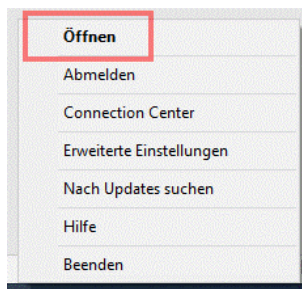 Öffnen
Abmelden
Connection Center
Erweiterte Einstellungen
Nach Updates suchen
Hilfe
Beenden